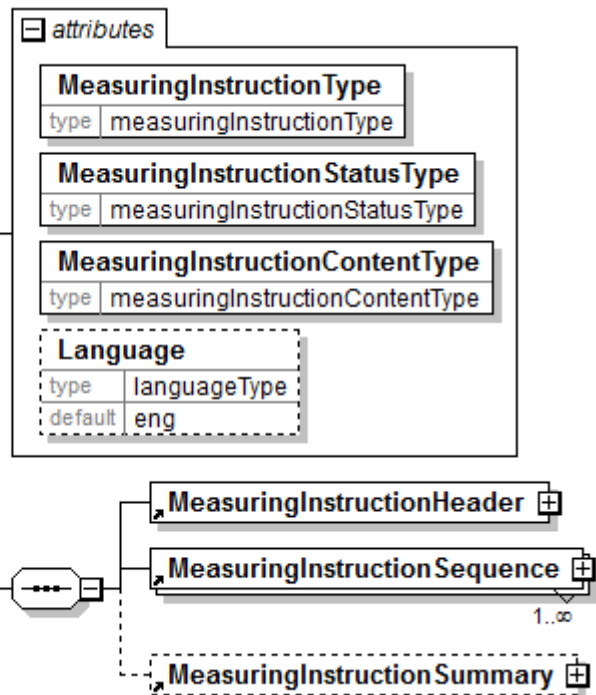 attributes
MeasuringInstructionType
type measuringInstructionType
MeasuringInstructionStatusType
type measuringInstructionStatusType
MeasuringInstructionContentType
type measuringInstructionContentType
Language
type languageType
default eng
MeasuringInstructionHeader
MeasuringInstructionSequence
1..∞
MeasuringInstructionSummary